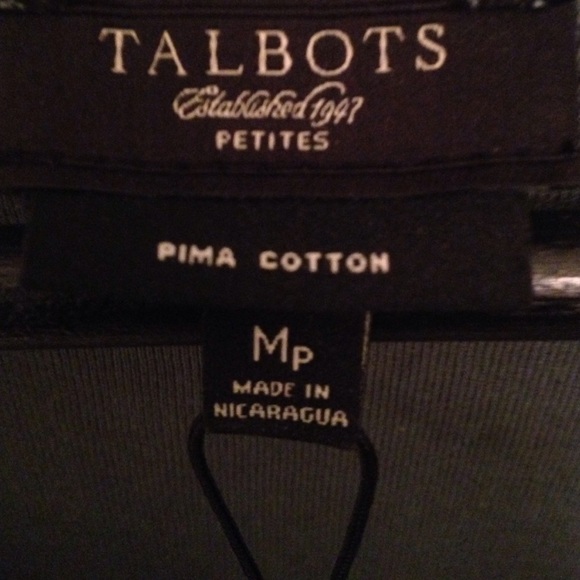 TALBOTS
Established 1947
PETITES
PIMA COTTON
MP
MADE IN
NICARAGUA